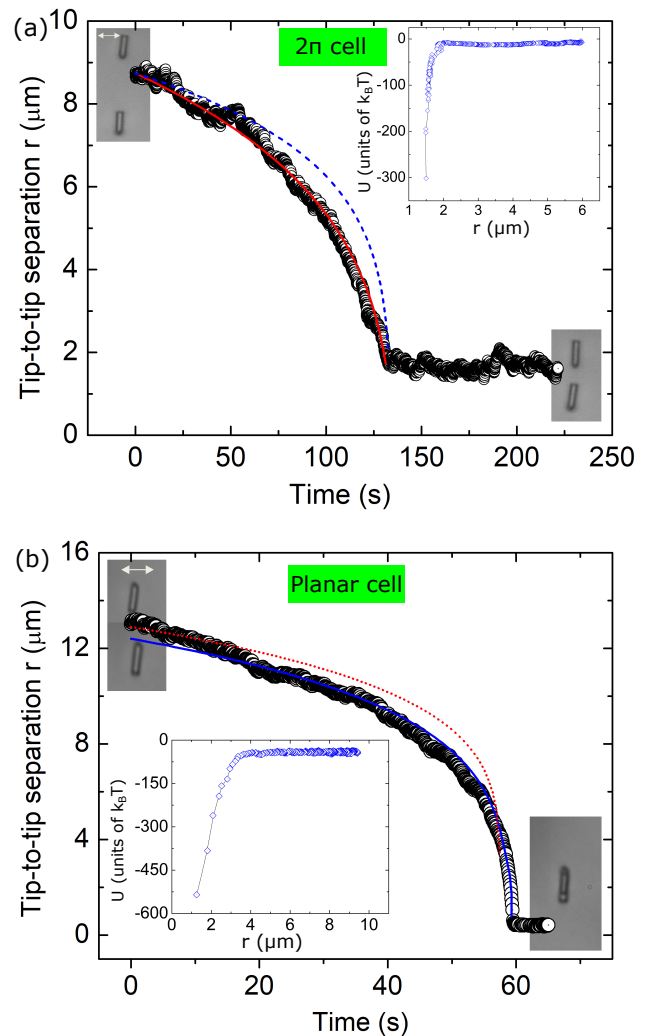 (a)
2π cell
Tip-to-tip separation r (μm)
10
8
6
4
2
0
0 50 100 150 200 250
Time (s)
U (units of kBT)
0
-100
-200
-300
1 2 3 4 5 6
r (μm)
(b)
Planar cell
Tip-to-tip separation r (μm)
16
12
8
4
0
0 20 40 60
Time (s)
U (units of kBT)
0
-150
-300
-450
-600
0 2 4 6 8 10
r (μm)